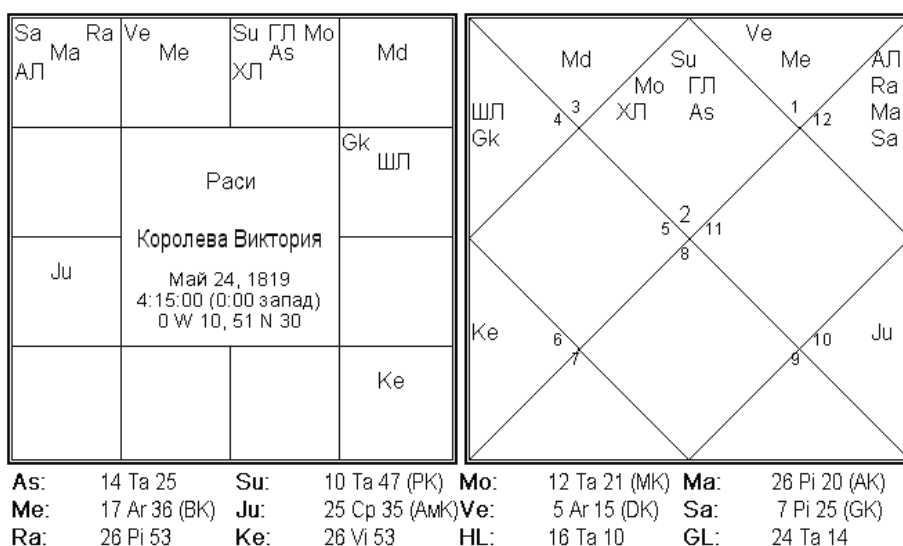 Sa Ra Ve Su ГЛ Mo
Ma Me As Md
АЛ ХЛ
Gk
ШЛ
Раси
Королева Виктория
Ju
Май 24, 1819
4:15:00 (0:00 запад)
0 W 10, 51 N 30
Ke
Ve
Md Su Me АЛ
Mo ГЛ Ra
ШЛ 4 3 ХЛ As 1 12 Ma
Gk Sa
2
5 11
8
Ke 6 10 Ju
7 9
As: 14 Ta 25 Su: 10 Ta 47 (PK) Mo: 12 Ta 21 (MK) Ma: 26 Pi 20 (AK)
Me: 17 Ar 36 (BK) Ju: 25 Cp 35 (АмК) Ve: 5 Ar 15 (DK) Sa: 7 Pi 25 (GK)
Ra: 26 Pi 53 Ke: 26 Vi 53 HL: 16 Ta 10 GL: 24 Ta 14